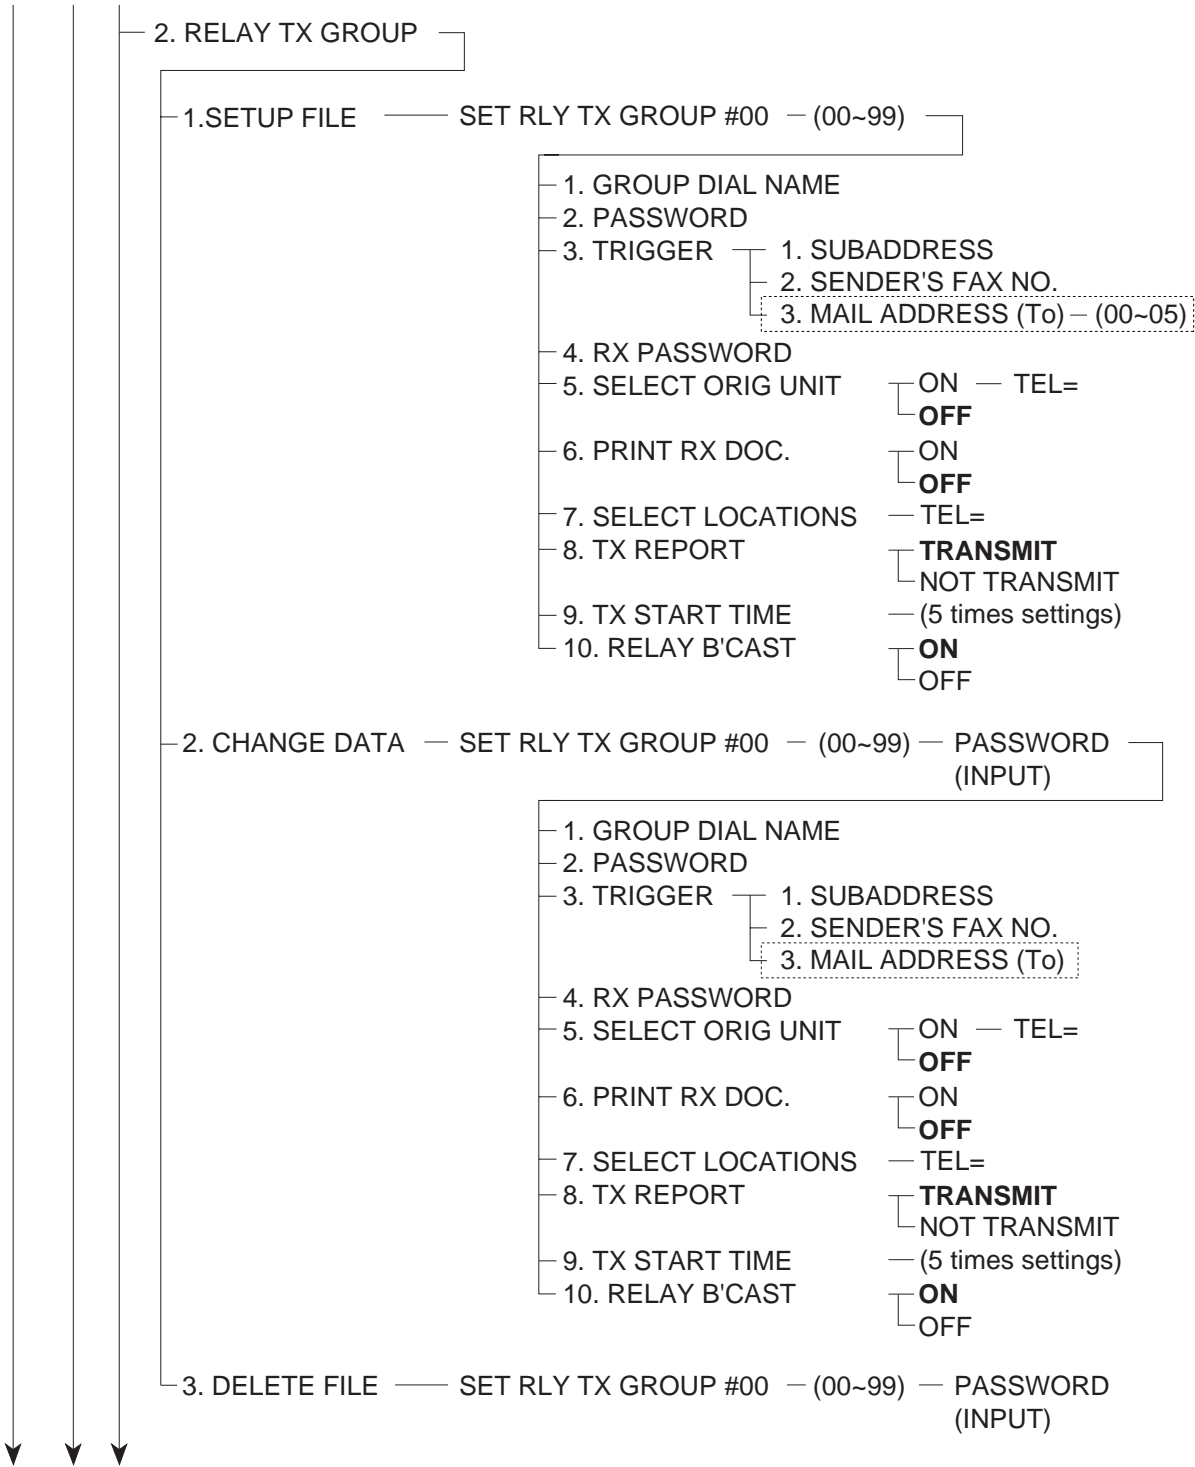 2. RELAY TX GROUP
1.SETUP FILE SET RLY TX GROUP #00 (00~99)
1. GROUP DIAL NAME
2. PASSWORD
3. TRIGGER 1. SUBADDRESS
2. SENDER'S FAX NO.
3. MAIL ADDRESS (To) (00~05)
4. RX PASSWORD
5. SELECT ORIG UNIT ON TEL=
OFF
6. PRINT RX DOC. ON
OFF
7. SELECT LOCATIONS TEL=
8. TX REPORT TRANSMIT
NOT TRANSMIT
9. TX START TIME (5 times settings)
10. RELAY B'CAST ON
OFF
2. CHANGE DATA SET RLY TX GROUP #00 (00~99) PASSWORD
(INPUT)
1. GROUP DIAL NAME
2. PASSWORD
3. TRIGGER 1. SUBADDRESS
2. SENDER'S FAX NO.
3. MAIL ADDRESS (To)
4. RX PASSWORD
5. SELECT ORIG UNIT ON TEL=
OFF
6. PRINT RX DOC. ON
OFF
7. SELECT LOCATIONS TEL=
8. TX REPORT TRANSMIT
NOT TRANSMIT
9. TX START TIME (5 times settings)
10. RELAY B'CAST ON
OFF
3. DELETE FILE SET RLY TX GROUP #00 (00~99) PASSWORD
(INPUT)